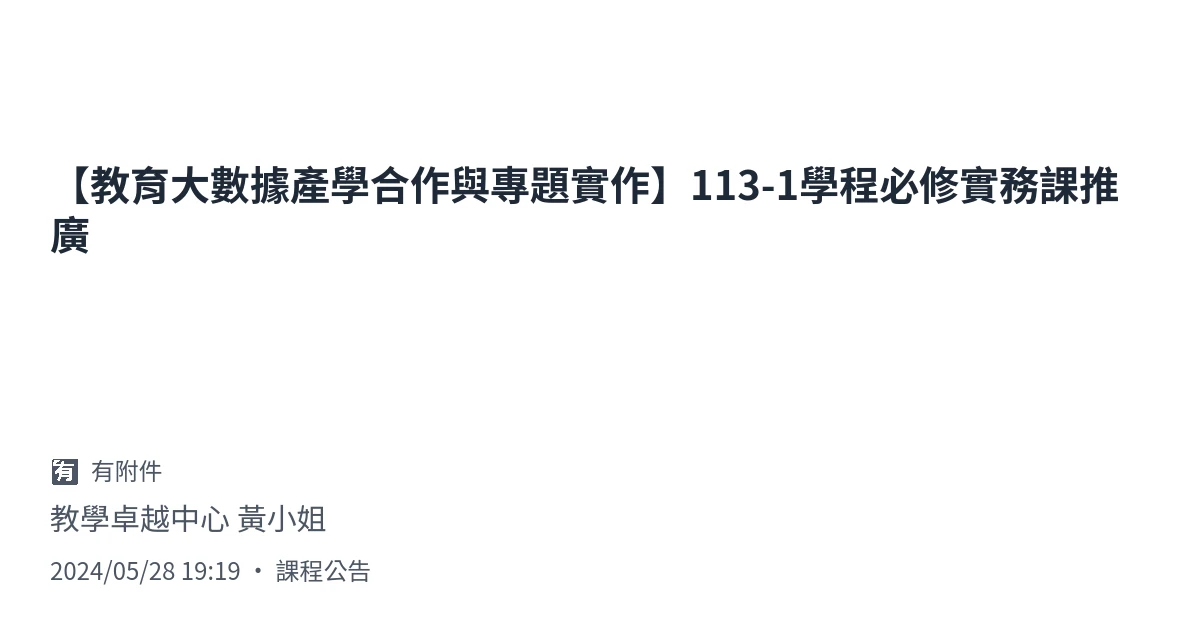 【教育大數據產學合作與專題實作】113-1學程必修實務課推
廣
有 有附件
教學卓越中心 黃小姐
2024/05/28 19:19 • 課程公告